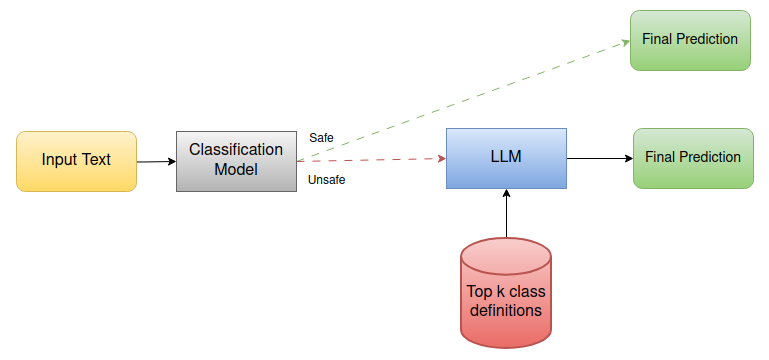 Final Prediction
Safe
Input Text
Classification
Model
LLM
Final Prediction
Unsafe
Top k class
definitions